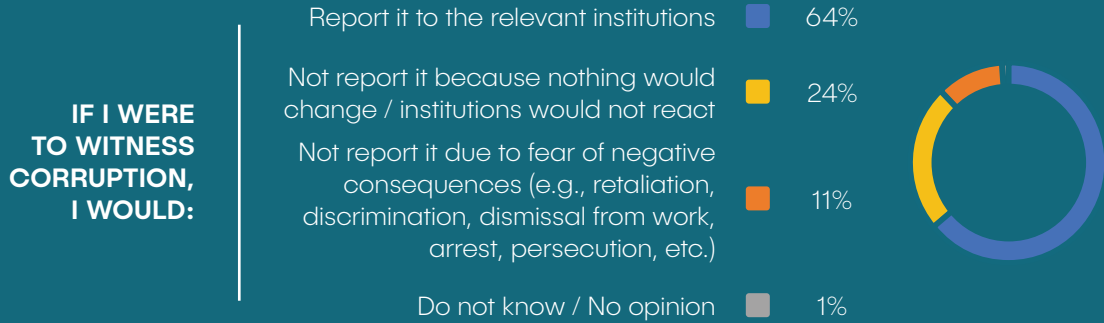 IF I WERE
TO WITNESS
CORRUPTION,
I WOULD:
Report it to the relevant institutions 64%
Not report it because nothing would
change / institutions would not react 24%
Not report it due to fear of negative
consequences (e.g., retaliation,
discrimination, dismissal from work,
arrest, persecution, etc.) 11%
Do not know / No opinion 1%